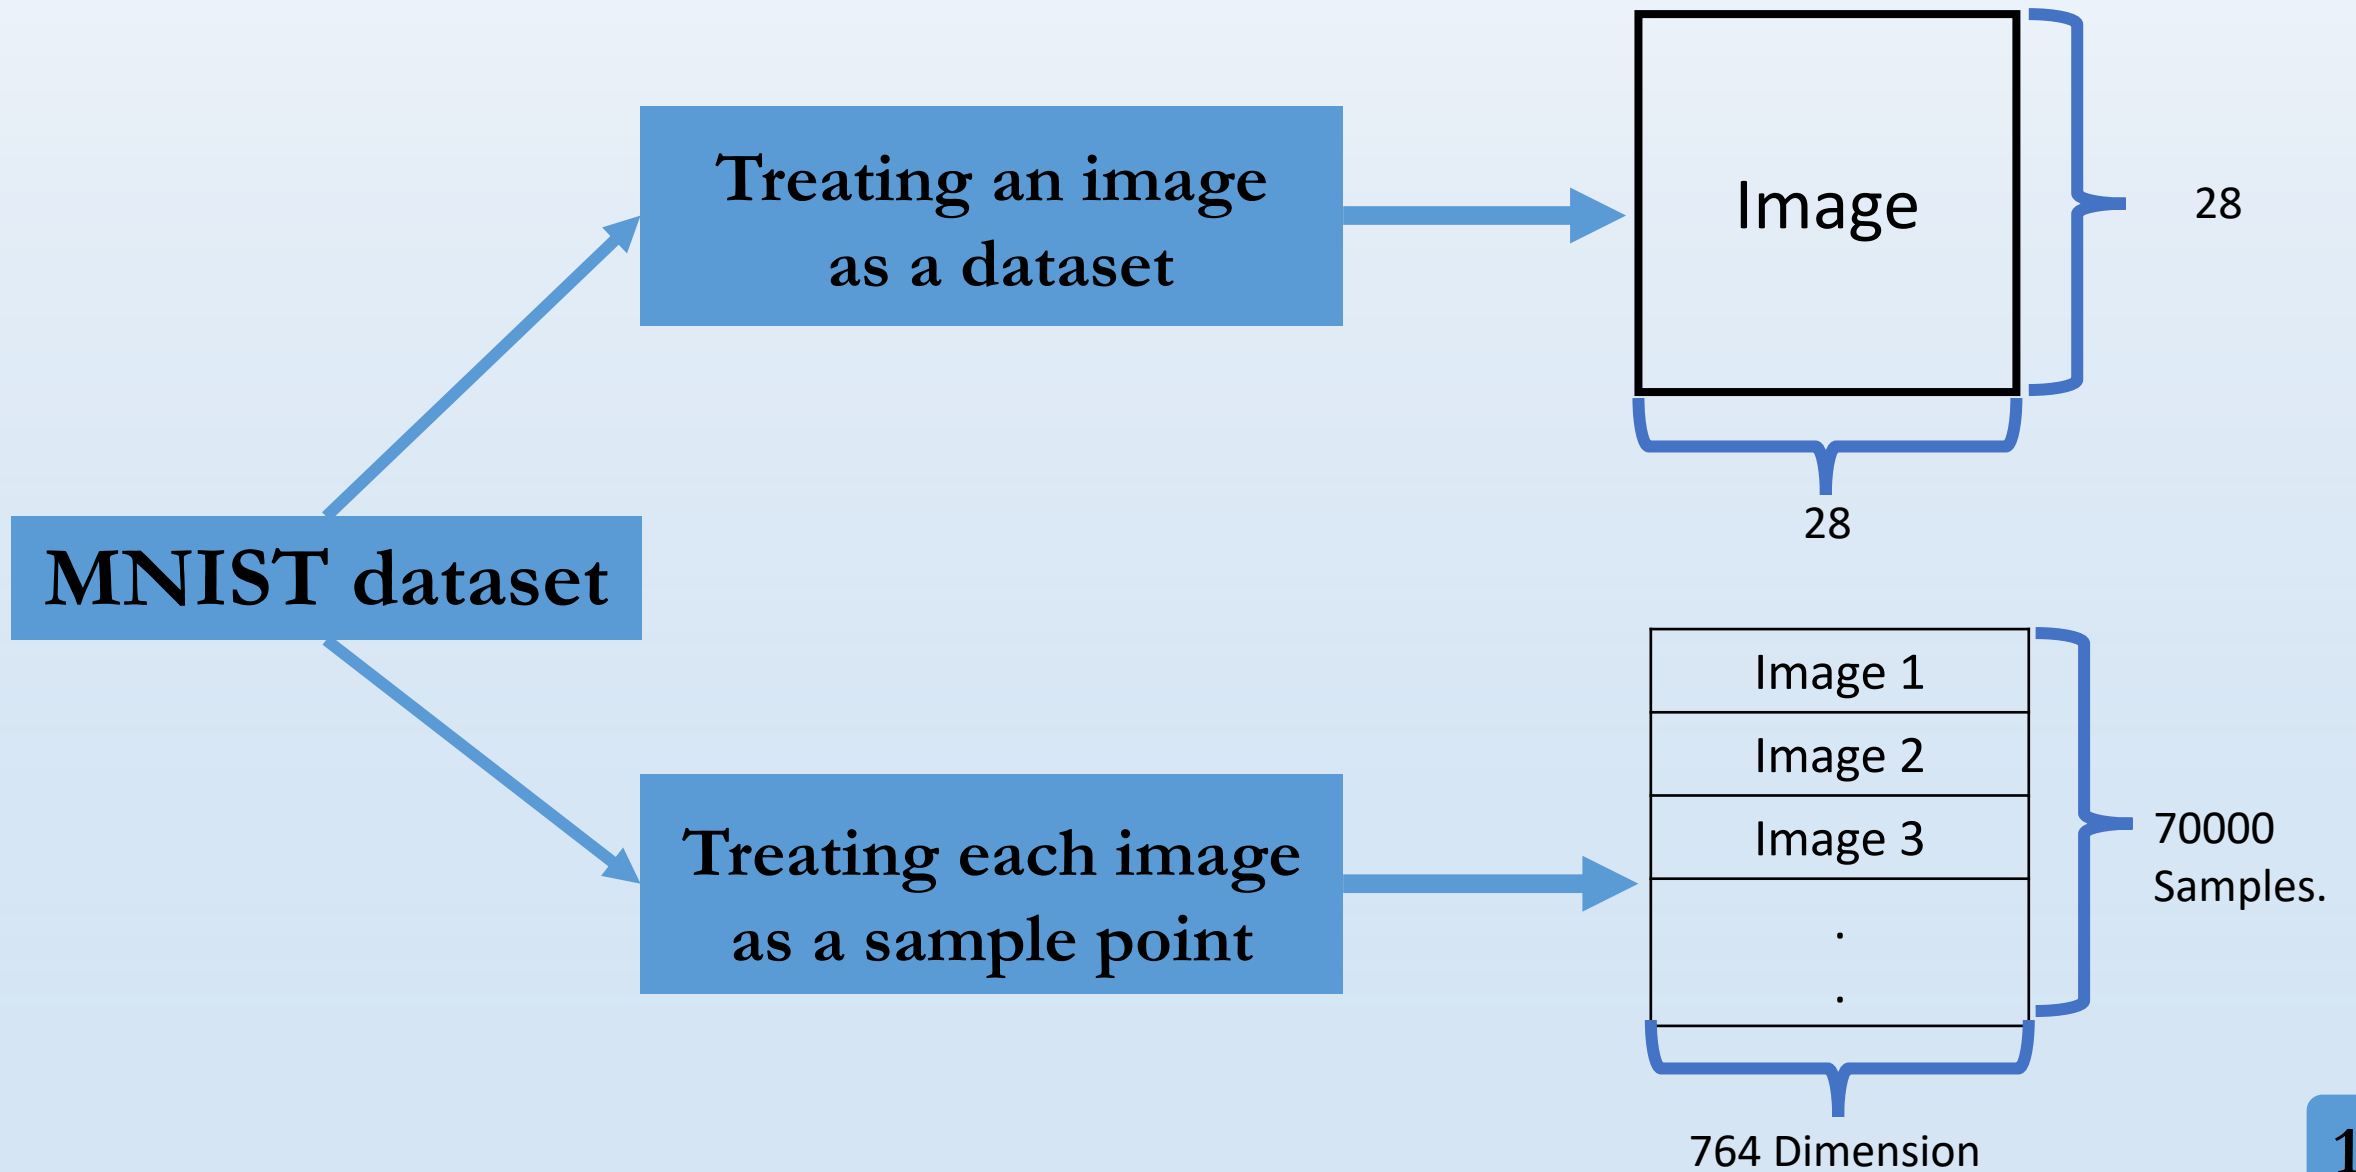 Treating an image
as a dataset
Image
28
28
MNIST dataset
Image 1
Image 2
Image 3
.
.
70000
Samples.
Treating each image
as a sample point
764 Dimension